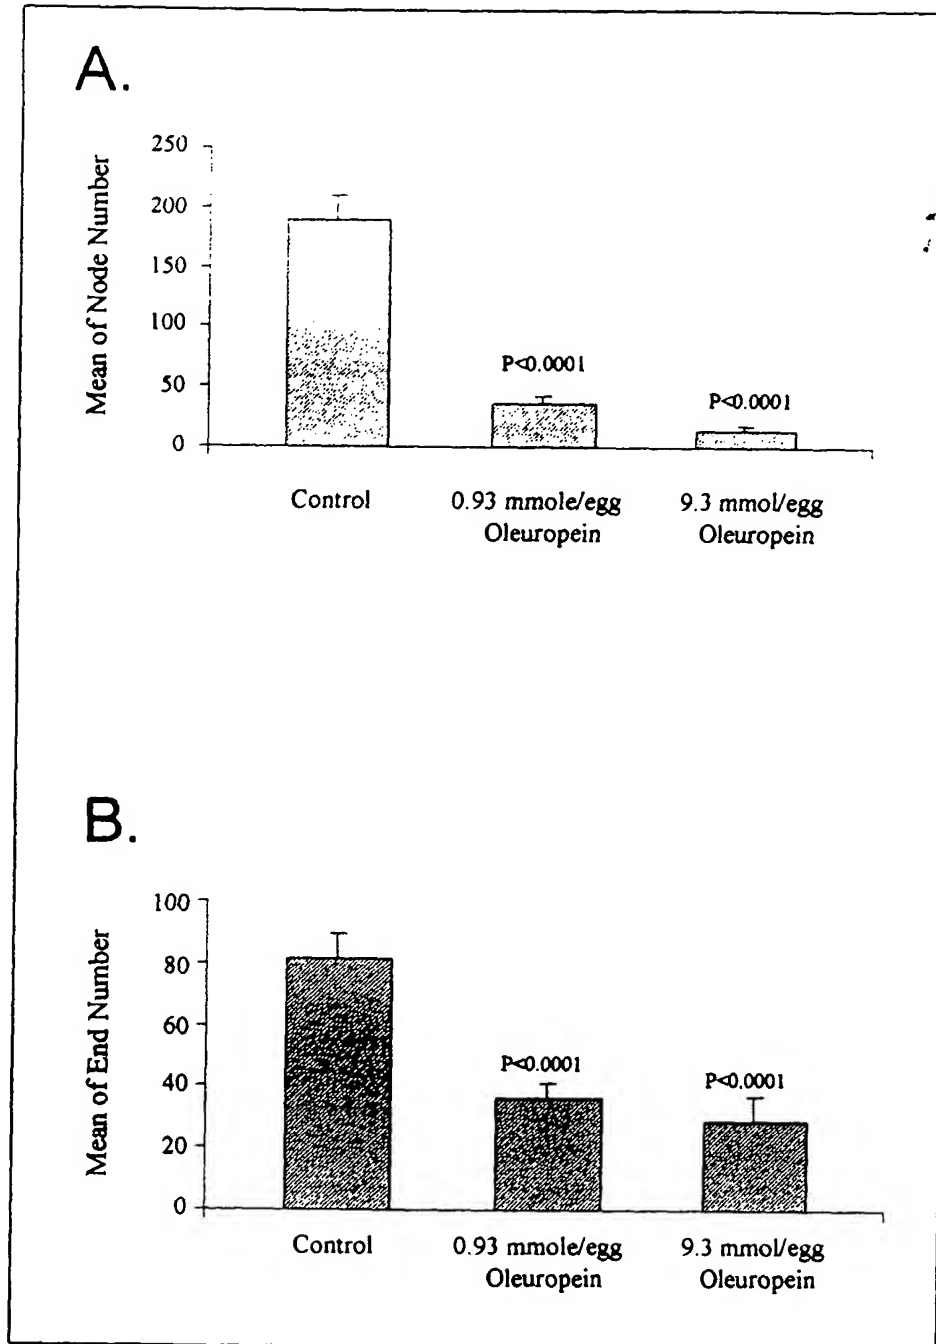 A.
Mean of Node Number
250
200
150
100
50
0
P<0.0001
P<0.0001
Control
0.93 mmole/egg
Oleuropein
9.3 mmol/egg
Oleuropein
B.
Mean of End Number
100
80
60
40
20
0
P<0.0001
P<0.0001
Control
0.93 mmole/egg
Oleuropein
9.3 mmol/egg
Oleuropein